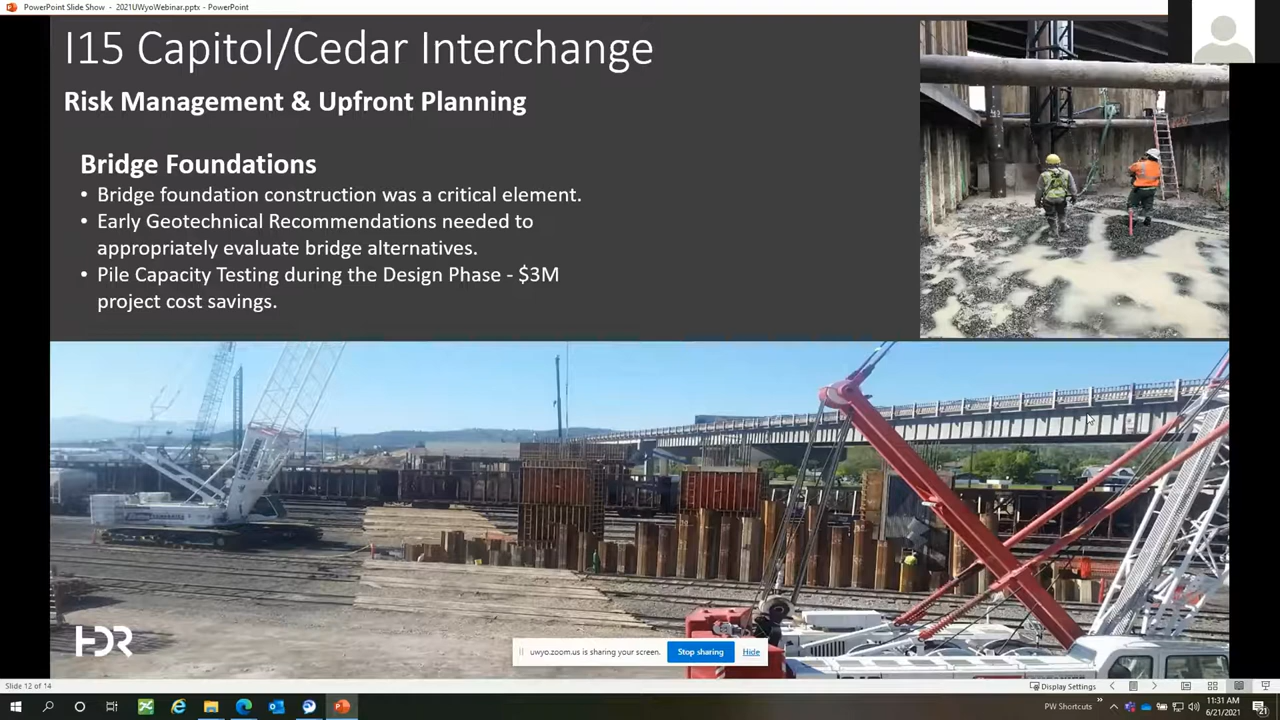 PowerPoint Slide Show - 2021UWyoWebinar.pptx - PowerPoint
I15 Capitol/Cedar Interchange
Risk Management & Upfront Planning
Bridge Foundations
• Bridge foundation construction was a critical element.
• Early Geotechnical Recommendations needed to
appropriately evaluate bridge alternatives.
• Pile Capacity Testing during the Design Phase - $3M
project cost savings.
HDR
uwyo.zoom.us is sharing your screen.
Stop sharing
Hide
Slide 12 of 14
Display Settings
PW Shortcuts
11:31 AM
6/21/2021
21